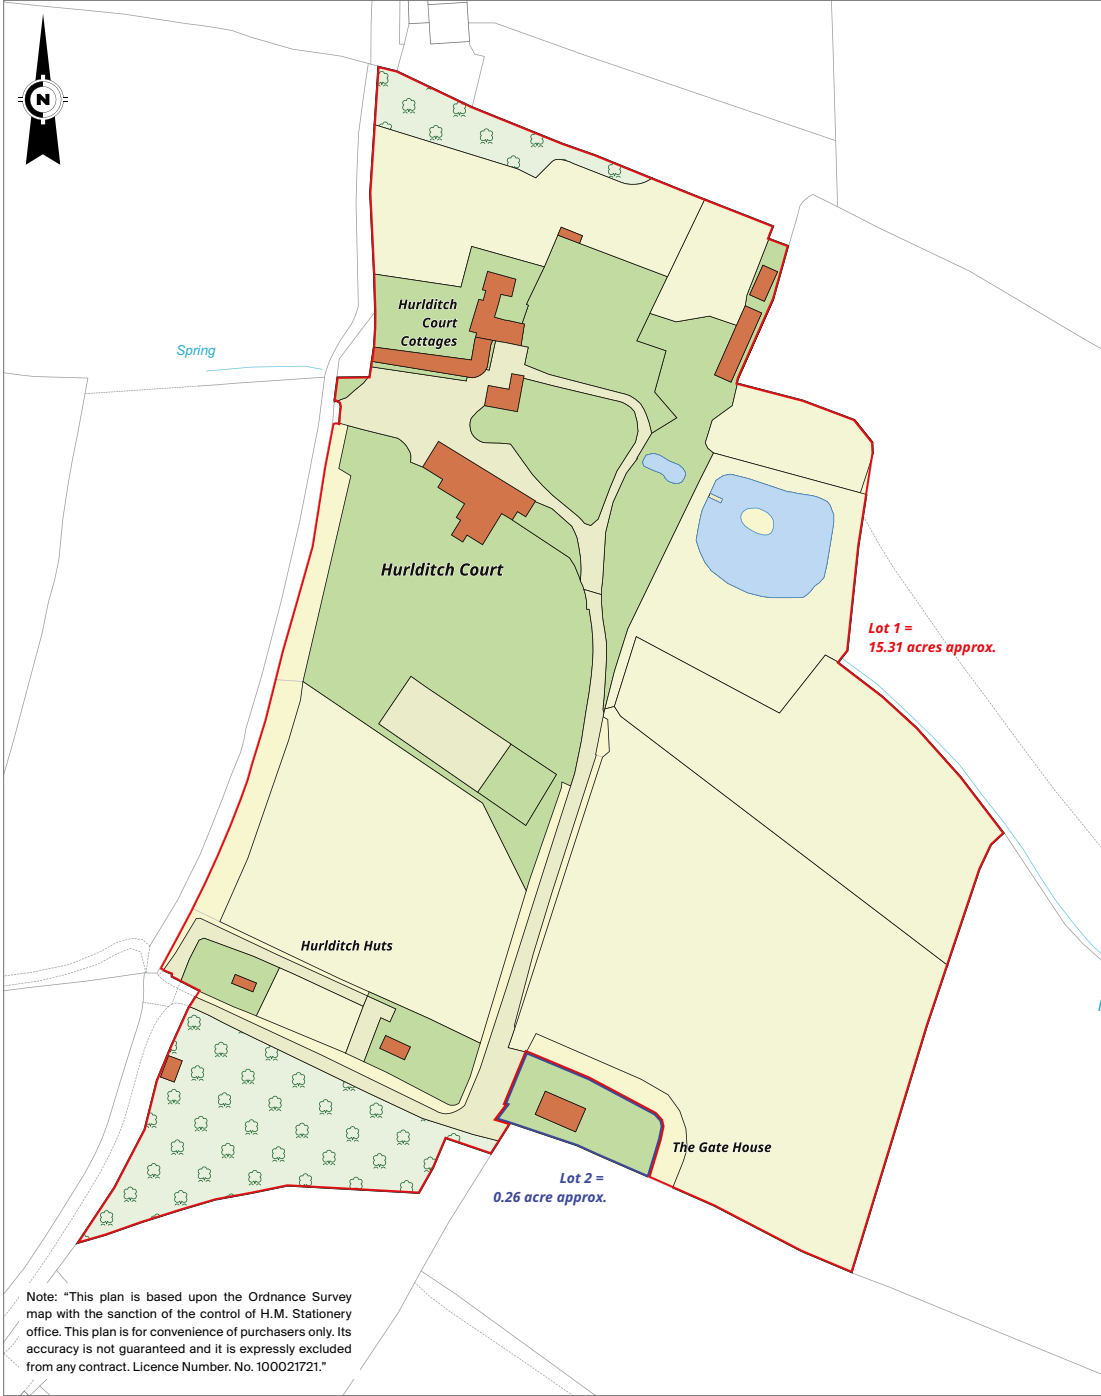 N
Hurlditch
Court
Cottages
Spring
Hurlditch Court
Lot 1 =
15.31 acres approx.
Hurlditch Huts
The Gate House
Lot 2 =
0.26 acre approx.
Note: “This plan is based upon the Ordnance Survey
map with the sanction of the control of H.M. Stationery
office. This plan is for convenience of purchasers only. Its
accuracy is not guaranteed and it is expressly excluded
from any contract. Licence Number. No. 100021721.”